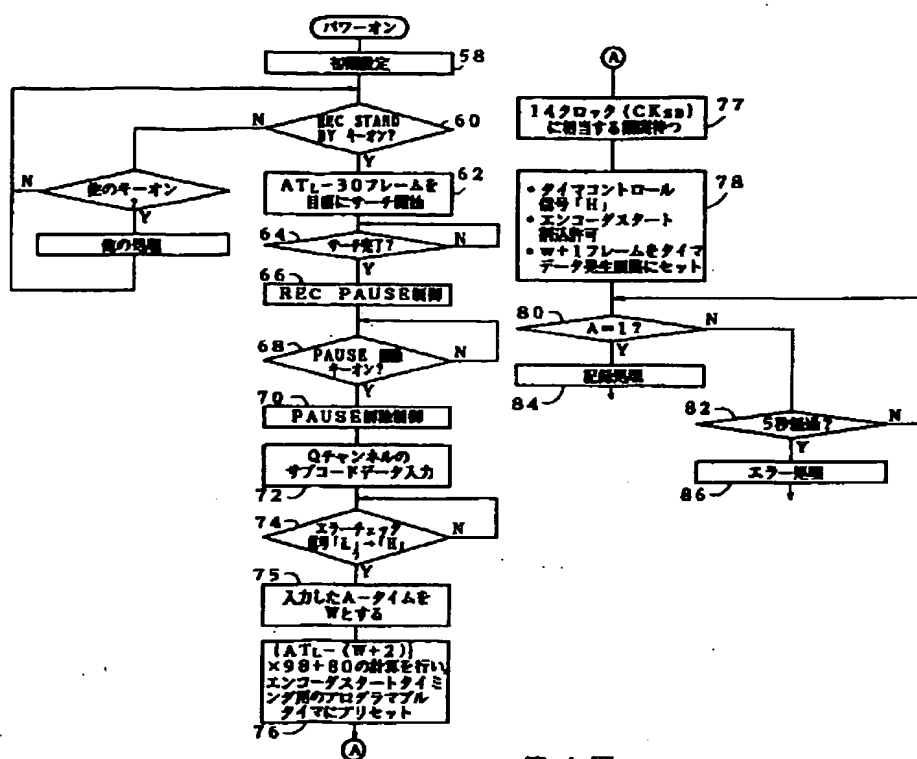 パワーオン
初期設定
58
REC STAND
BY キーオン?
60
N
Y
他のキーオン
?
N
Y
他の処理
ATL-30フレームを
目標にサーチ開始
62
64
サーチ完了?
N
Y
66
REC PAUSE制御
68
PAUSE
キーオン?
N
Y
70
PAUSE解除制御
Qチャンネルの
サブコードデータ入力
72
74
エラーチェック
信号「L」→「H」
?
N
Y
75
入力したA-タイムを
Wとする
{ATL-(W+2)}
×98+80の計算を行い,
エンコーダスタートタイミ
ング用のプログラマブル
タイマにプリセット
76
A
A
14クロック(CKSB)
に相当する期間待つ
77
・タイマコントロール
信号「H」
・エンコーダスタート
割込許可
・w+1フレームをタイマ
データ発生回路にセット
78
80
A=1?
N
Y
記録処理
84
82
5秒経過?
N
Y
エラー処理
86